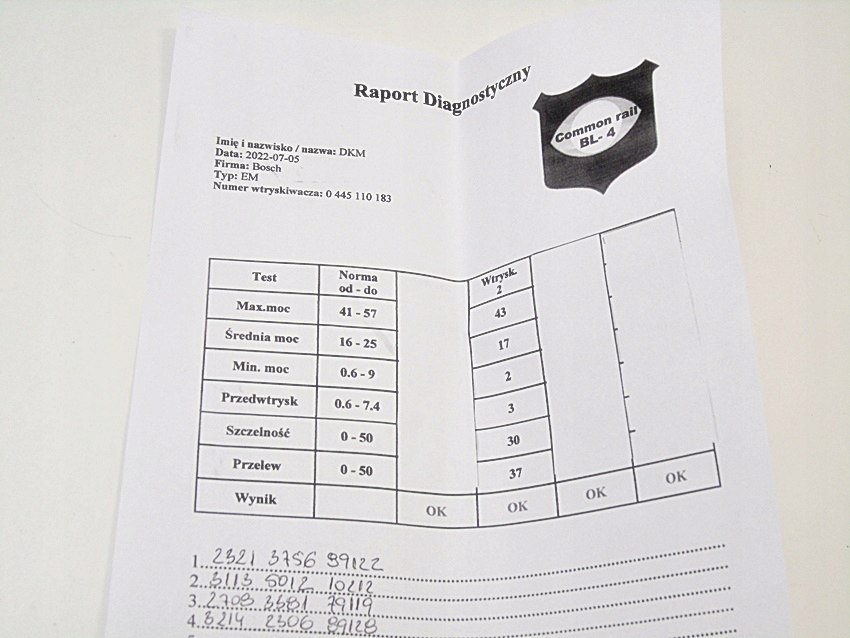 Raport Diagnostyczny
Common rail
BL- 4
Imię i nazwisko / nazwa: DKM
Data: 2022-07-05
Firma: Bosch
Typ: EM
Numer wtryskiwacza: 0 445 110 183
Test Norma od - do Wtrysk. 2
Max.moc 41 - 57 43
Średnia moc 16 - 25 17
Min. moc 0.6 - 9 2
Przedwtrysk 0.6 - 7.4 3
Szczelność 0 - 50 30
Przelew 0 - 50 37
Wynik OK OK OK OK
1. 2321 3756 89122
2. 3113 5012 10212
3. 2708 3381 79119
4. 3214 2306 89128